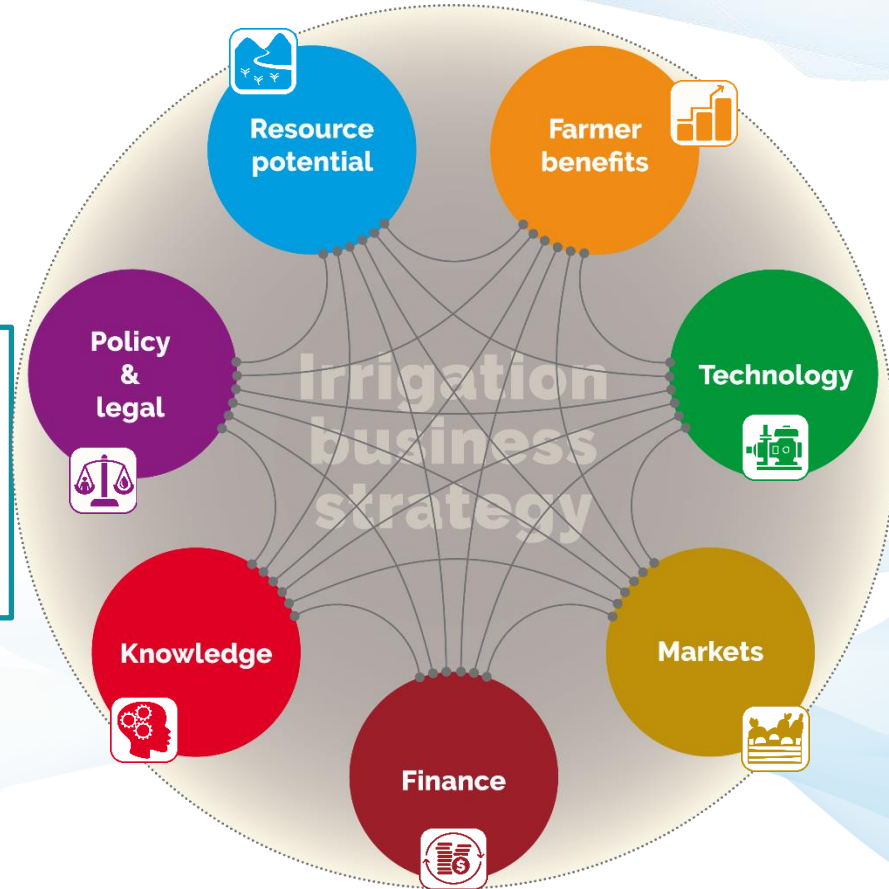 Resource
potential
Farmer
benefits
Policy
&
legal
Technology
Irrigation
business
strategy
Knowledge
Markets
Finance
$